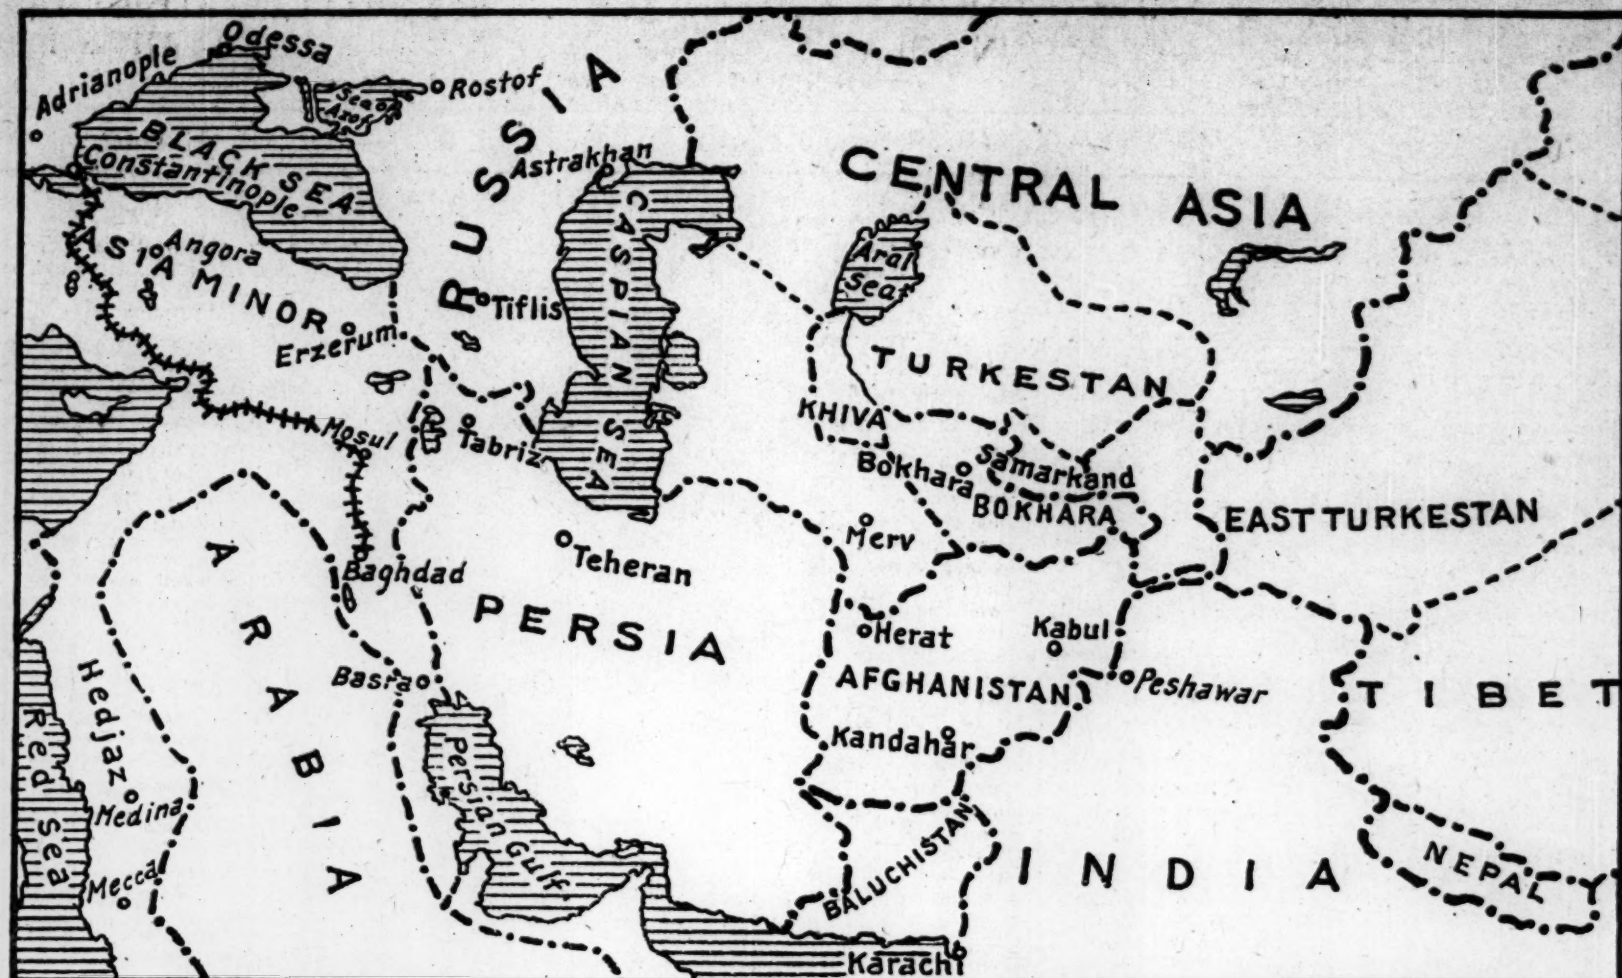 Odessa
Adrianople
Sea of
Azof
Rostof
RUSSIA
BLACK SEA
Constantinople
Astrakhan
CENTRAL ASIA
CASPIAN SEA
Aral
Sea
ASIA MINOR
Angora
Tiflis
Erzerum
TURKESTAN
KHIVA
Mosul
Tabriz
Bokhara
Samarkand
BOKHARA
EAST TURKESTAN
Merv
Teheran
Baghdad
ARABIA
PERSIA
Herat
Kabul
Basra
AFGHANISTAN
Peshawar
TIBET
Hedjaz
Red Sea
Kandahar
Persian Gulf
Medina
Mecca
BALUCHISTAN
INDIA
NEPAL
Karachi